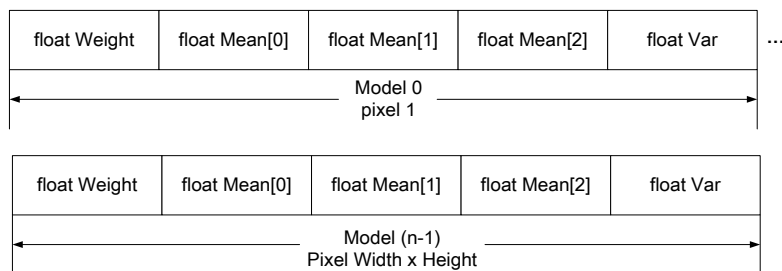 float Weight float Mean[0] float Mean[1] float Mean[2] float Var ...
Model 0
pixel 1
float Weight float Mean[0] float Mean[1] float Mean[2] float Var
Model (n-1)
Pixel Width x Height